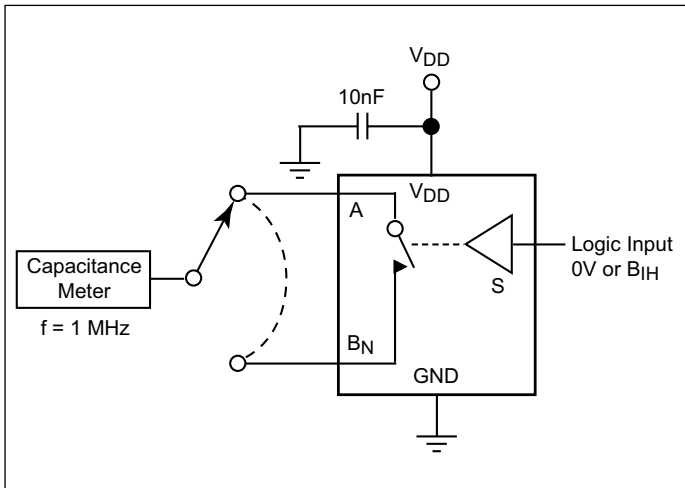 VDD
10nF
VDD
A
Logic Input
0V or BIH
S
Capacitance
Meter
f = 1 MHz
BN
GND